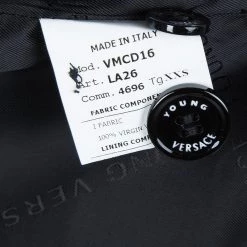 MADE IN ITALY
Mod. VMCD16
Art. LA26
Comm. 4696 Tg XXS
FABRIC COMPONE
1 FABRIC
100% VIRGIN
LINING COMP
YOUNG
VERSACE